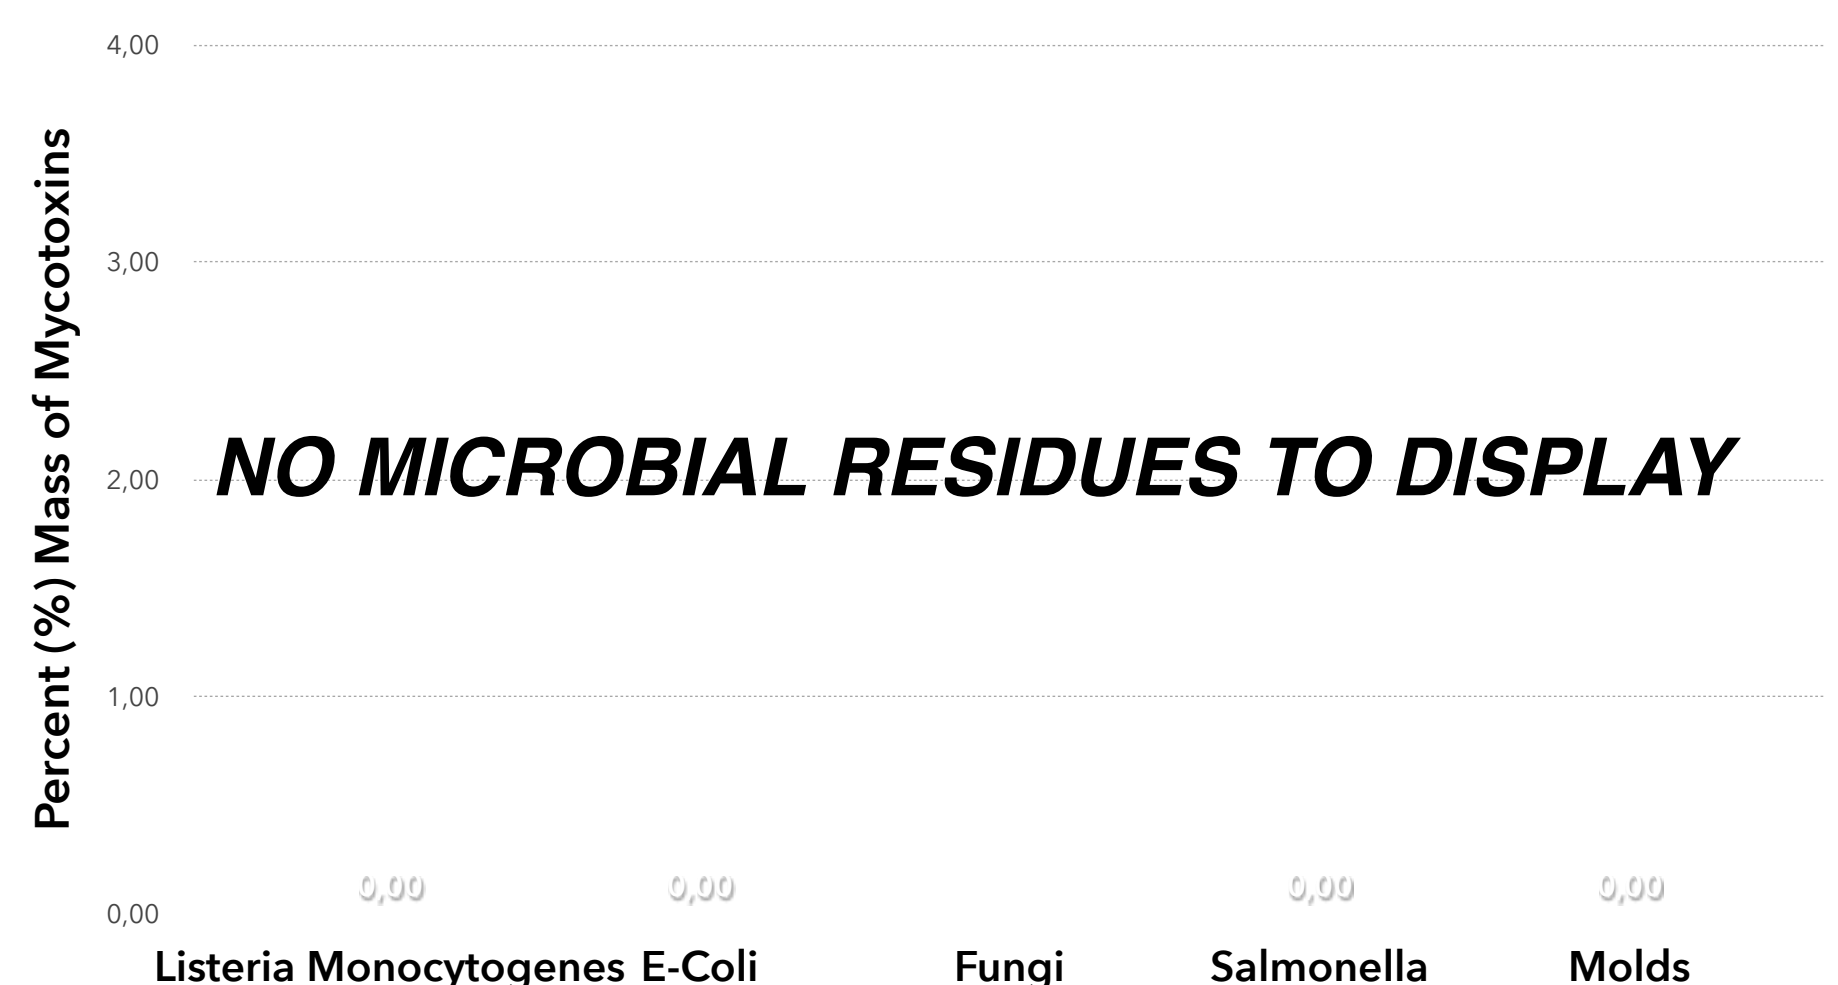 Percent (%) Mass of Mycotoxins
4,00
3,00
2,00
1,00
0,00
NO MICROBIAL RESIDUES TO DISPLAY
0,00 0,00 0,00 0,00
Listeria Monocytogenes E-Coli Fungi Salmonella Molds